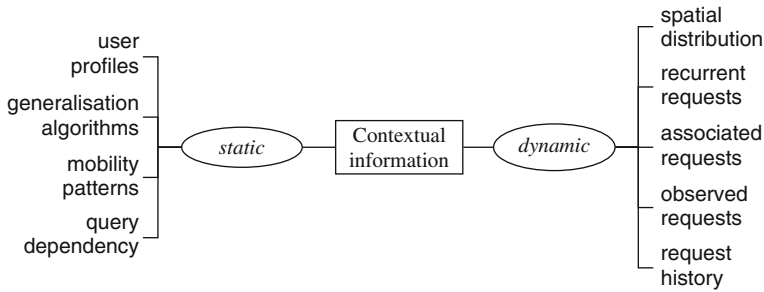 user
profiles
generalisation
algorithms
mobility
patterns
query
dependency
static
Contextual
information
dynamic
spatial
distribution
recurrent
requests
associated
requests
observed
requests
request
history